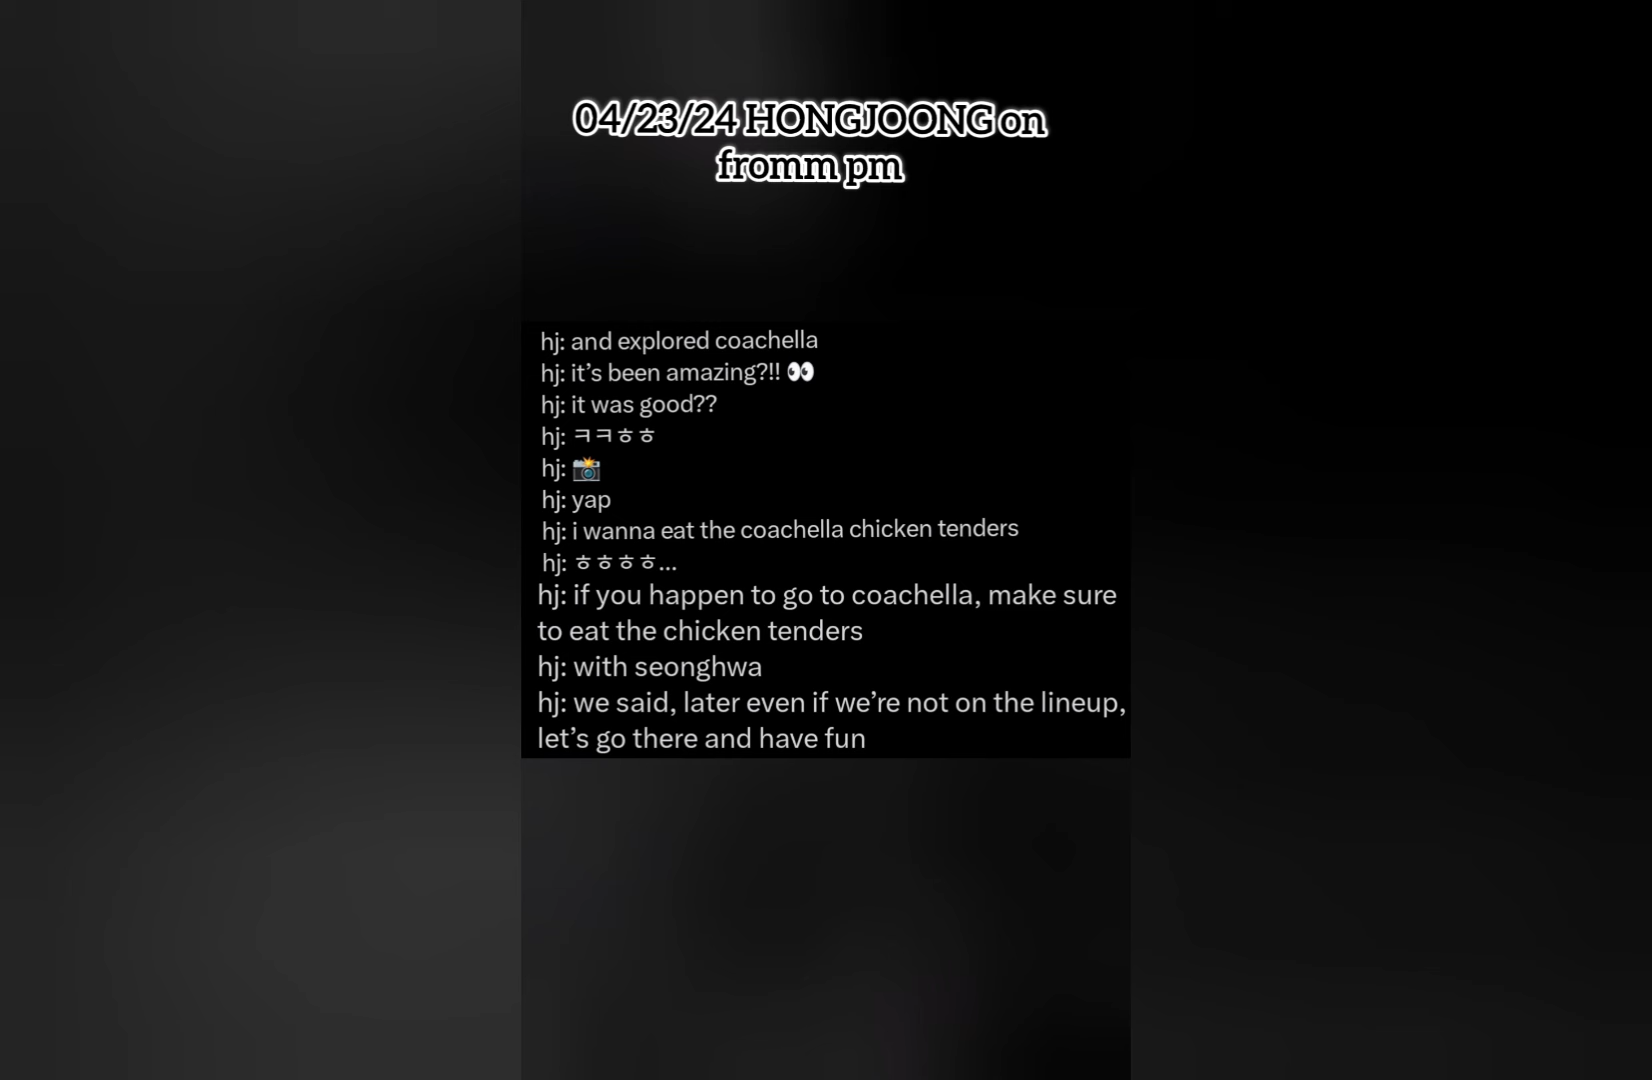 04/23/24 HONGJOONG on
fromm pm
hj: and explored coachella
hj: it’s been amazing?!! 👀
hj: it was good??
hj: ㅋㅋㅎㅎ
hj: 📸
hj: yap
hj: i wanna eat the coachella chicken tenders
hj: ㅎㅎㅎㅎ...
hj: if you happen to go to coachella, make sure
to eat the chicken tenders
hj: with seonghwa
hj: we said, later even if we’re not on the lineup,
let’s go there and have fun